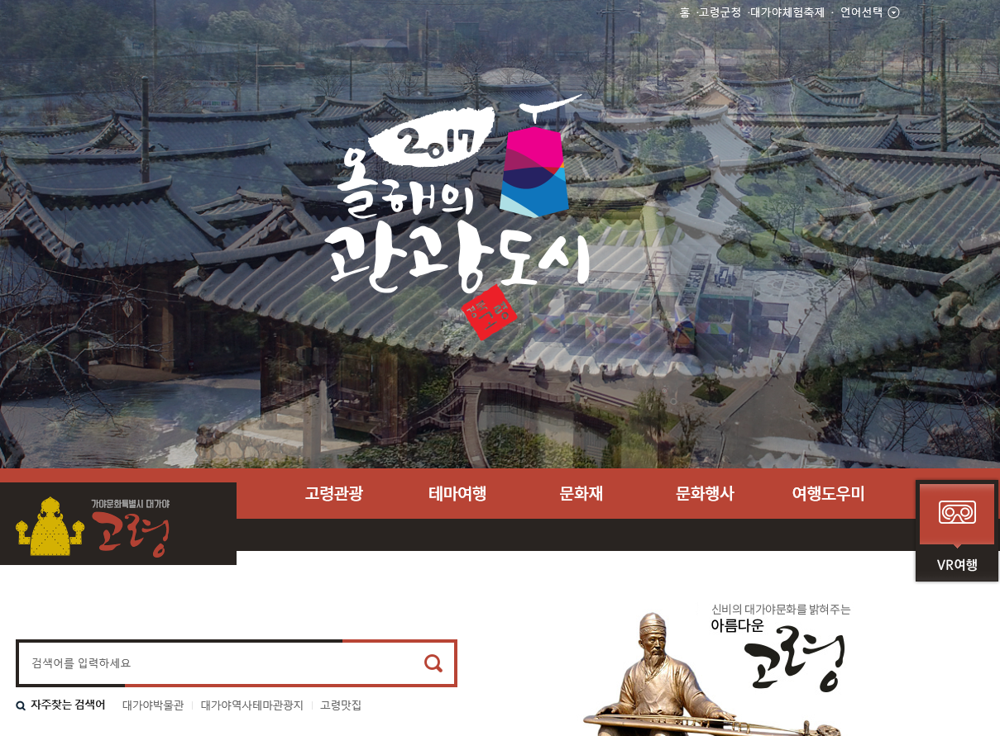 홈 ·고령군청 ·대가야체험축제 · 언어선택
2017
올해의
관광도시
고령
고령관광 테마여행 문화재 문화행사 여행도우미
가야문화특별시 대가야
고령
VR여행
신비의 대가야문화를 밝혀주는
아름다운
고령
검색어를 입력하세요
자주찾는 검색어 대가야박물관 대가야역사테마관광지 고령맛집